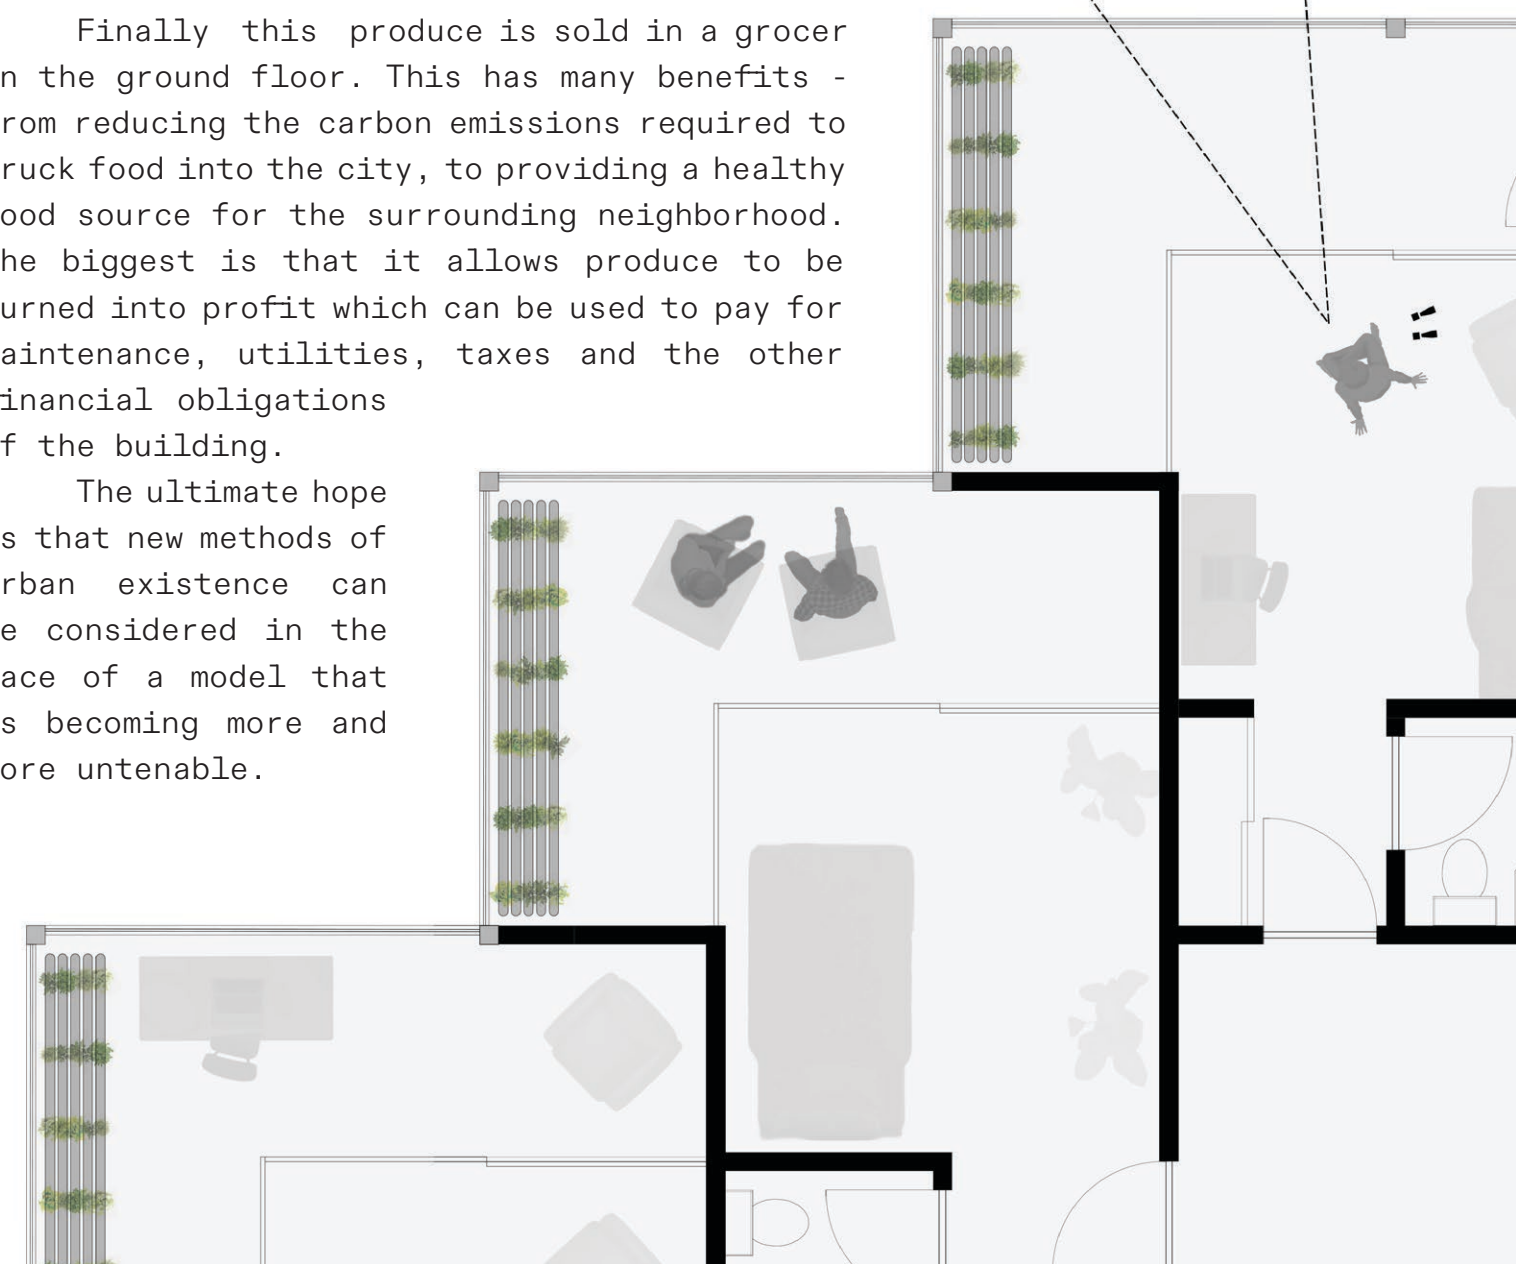 Finally this produce is sold in a grocer
n the ground floor. This has many benefits -
rom reducing the carbon emissions required to
ruck food into the city, to providing a healthy
ood source for the surrounding neighborhood.
he biggest is that it allows produce to be
urned into profit which can be used to pay for
aintenance, utilities, taxes and the other
inancial obligations
f the building.
The ultimate hope
s that new methods of
rban existence can
e considered in the
ace of a model that
s becoming more and
ore untenable.